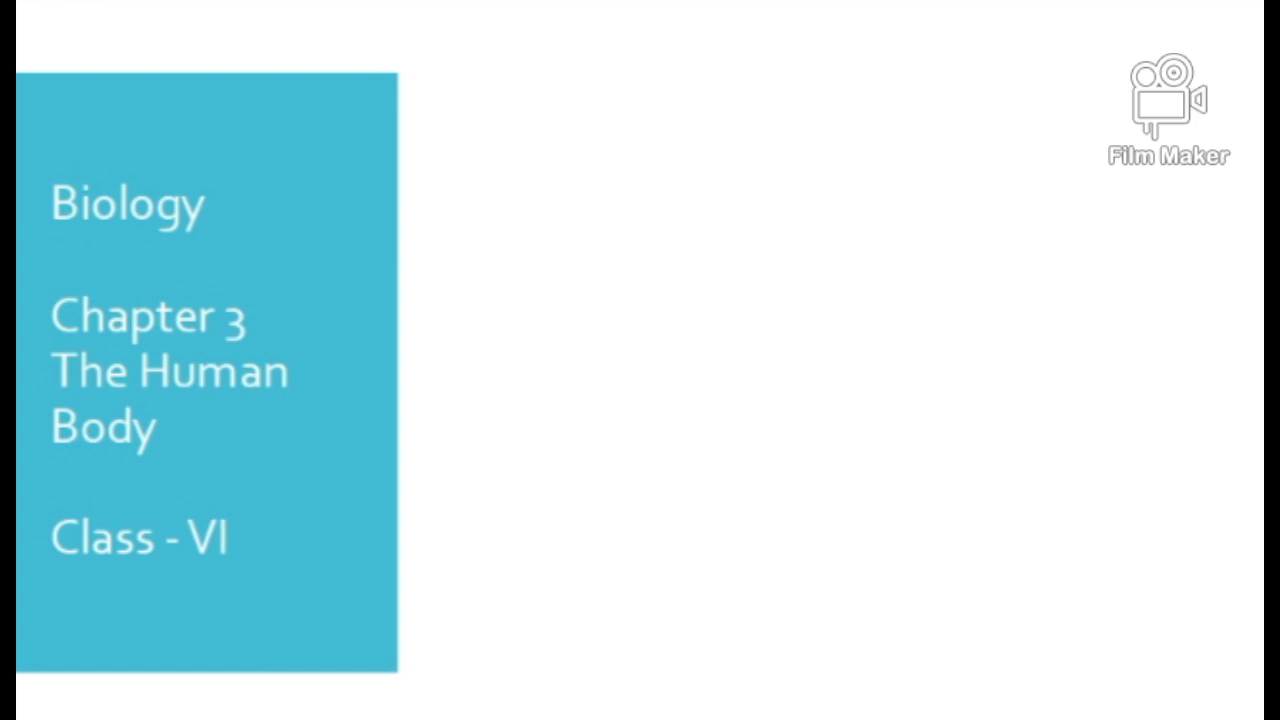 Biology
Chapter 3
The Human
Body
Class - VI
Film Maker